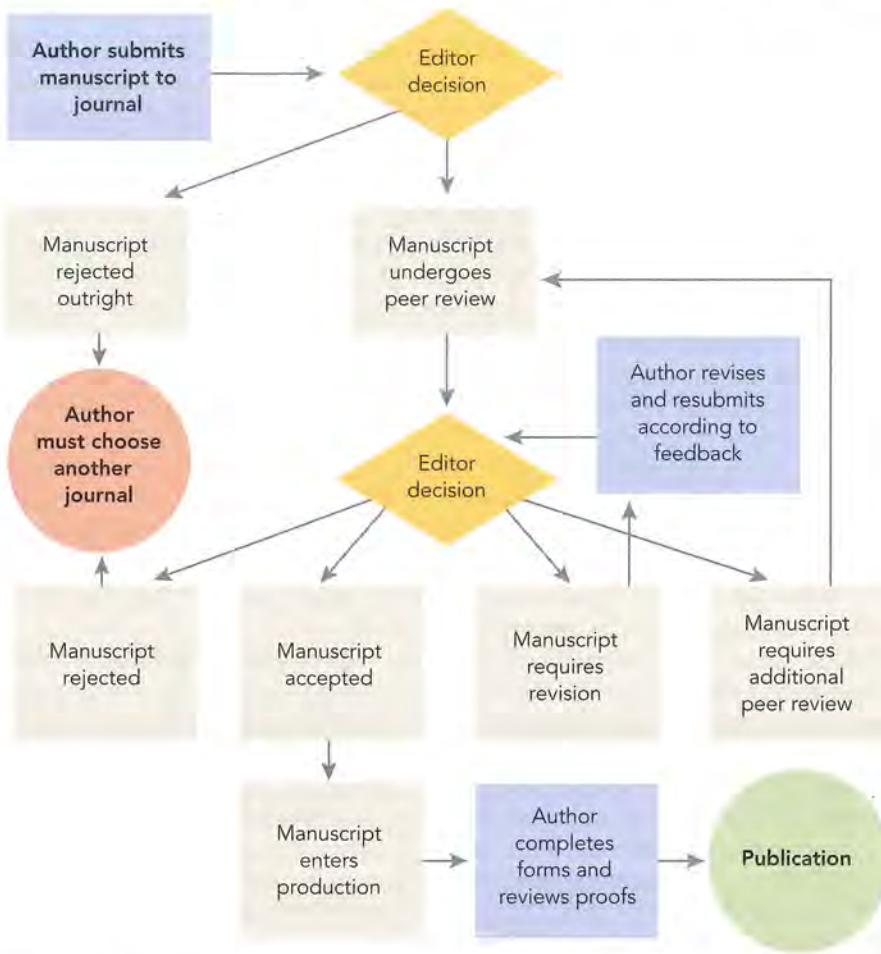 Author submits
manuscript to
journal
Editor
decision
Manuscript
rejected
outright
Manuscript
undergoes
peer review
Author
must choose
another
journal
Author revises
and resubmits
according to
feedback
Editor
decision
Manuscript
rejected
Manuscript
accepted
Manuscript
requires
revision
Manuscript
requires
additional
peer review
Manuscript
enters
production
Author
completes
forms and
reviews proofs
Publication